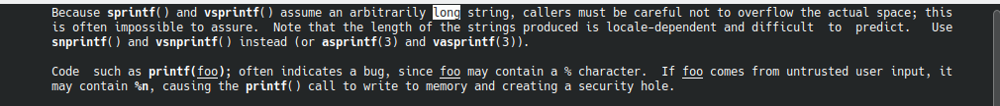 Because sprintf() and vsprintf() assume an arbitrarily long string, callers must be careful not to overflow the actual space; this
is often impossible to assure.  Note that the length of the strings produced is locale-dependent and difficult  to  predict.   Use
snprintf() and vsnprintf() instead (or asprintf(3) and vasprintf(3)).
Code  such as printf(foo); often indicates a bug, since foo may contain a % character.  If foo comes from untrusted user input, it
may contain %n, causing the printf() call to write to memory and creating a security hole.